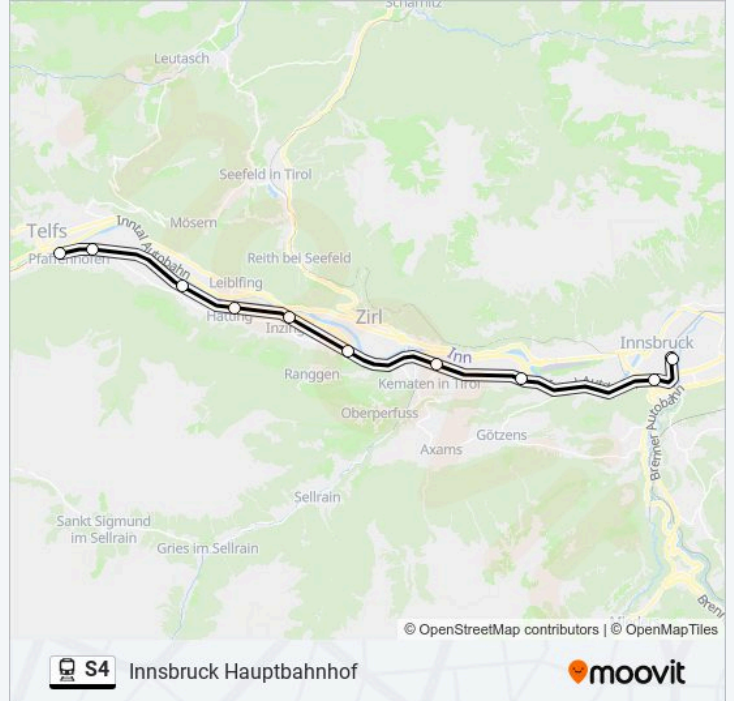 Scharnitz
Leutasch
Seefeld in Tirol
Telfs
Mösern
Inntal Autobahn
Pfaffenhofen
Reith bei Seefeld
Leiblfing
Hatting
Zirl
Inzing
Innsbruck
Inn
Ranggen
Kematen in Tirol
Oberperfuss
Götzens
Axams
Brenner Autobahn
Sellrain
Sankt Sigmund
im Sellrain
Gries im Sellrain
Brenn
© OpenStreetMap contributors | © OpenMapTiles
S4
Innsbruck Hauptbahnhof
moovit